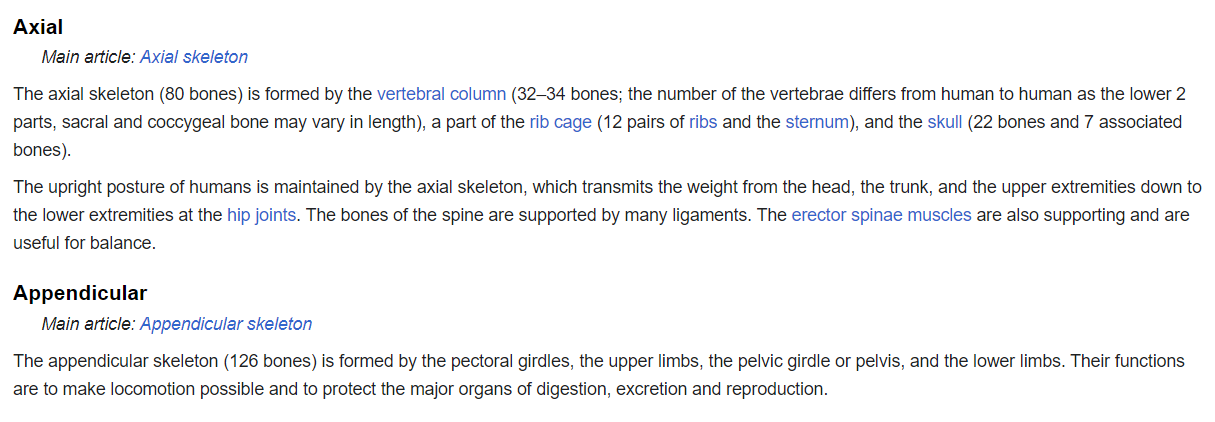 Axial
Main article: Axial skeleton
The axial skeleton (80 bones) is formed by the vertebral column (32–34 bones; the number of the vertebrae differs from human to human as the lower 2
parts, sacral and coccygeal bone may vary in length), a part of the rib cage (12 pairs of ribs and the sternum), and the skull (22 bones and 7 associated
bones).
The upright posture of humans is maintained by the axial skeleton, which transmits the weight from the head, the trunk, and the upper extremities down to
the lower extremities at the hip joints. The bones of the spine are supported by many ligaments. The erector spinae muscles are also supporting and are
useful for balance.
Appendicular
Main article: Appendicular skeleton
The appendicular skeleton (126 bones) is formed by the pectoral girdles, the upper limbs, the pelvic girdle or pelvis, and the lower limbs. Their functions
are to make locomotion possible and to protect the major organs of digestion, excretion and reproduction.